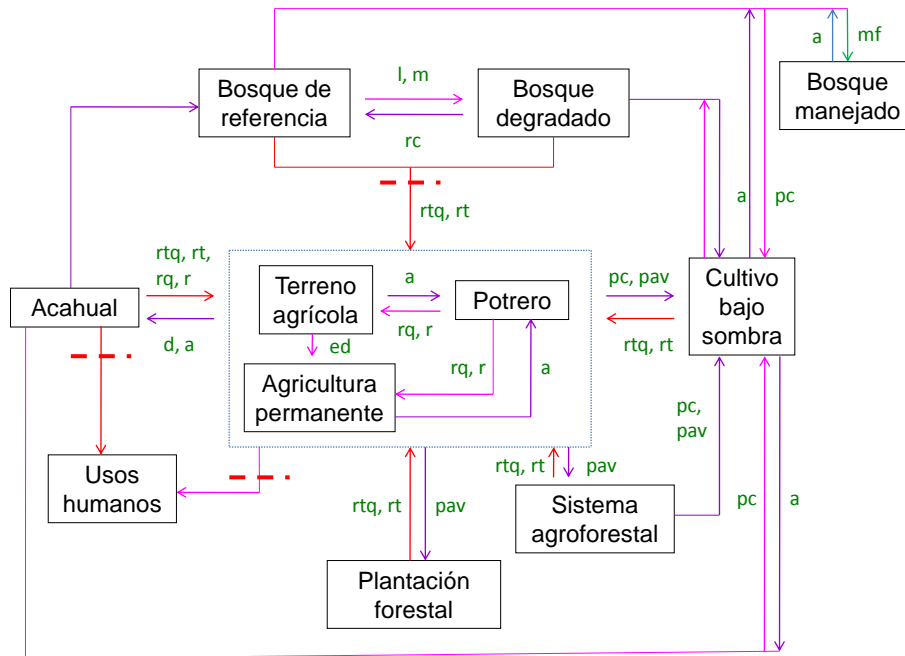 a
mf
Bosque de
referencia
l, m
rc
Bosque
degradado
Bosque
manejado
rtq, rt
a
pc
rtq, rt,
rq, r
Acahual
d, a
Terreno
agrícola
a
rq, r
Potrero
ed
rq, r
a
Agricultura
permanente
pc, pav
rtq, rt
Cultivo
bajo
sombra
pc,
pav
Usos
humanos
rtq, rt
pav
rtq, rt
pav
Sistema
agroforestal
pc
a
Plantación
forestal